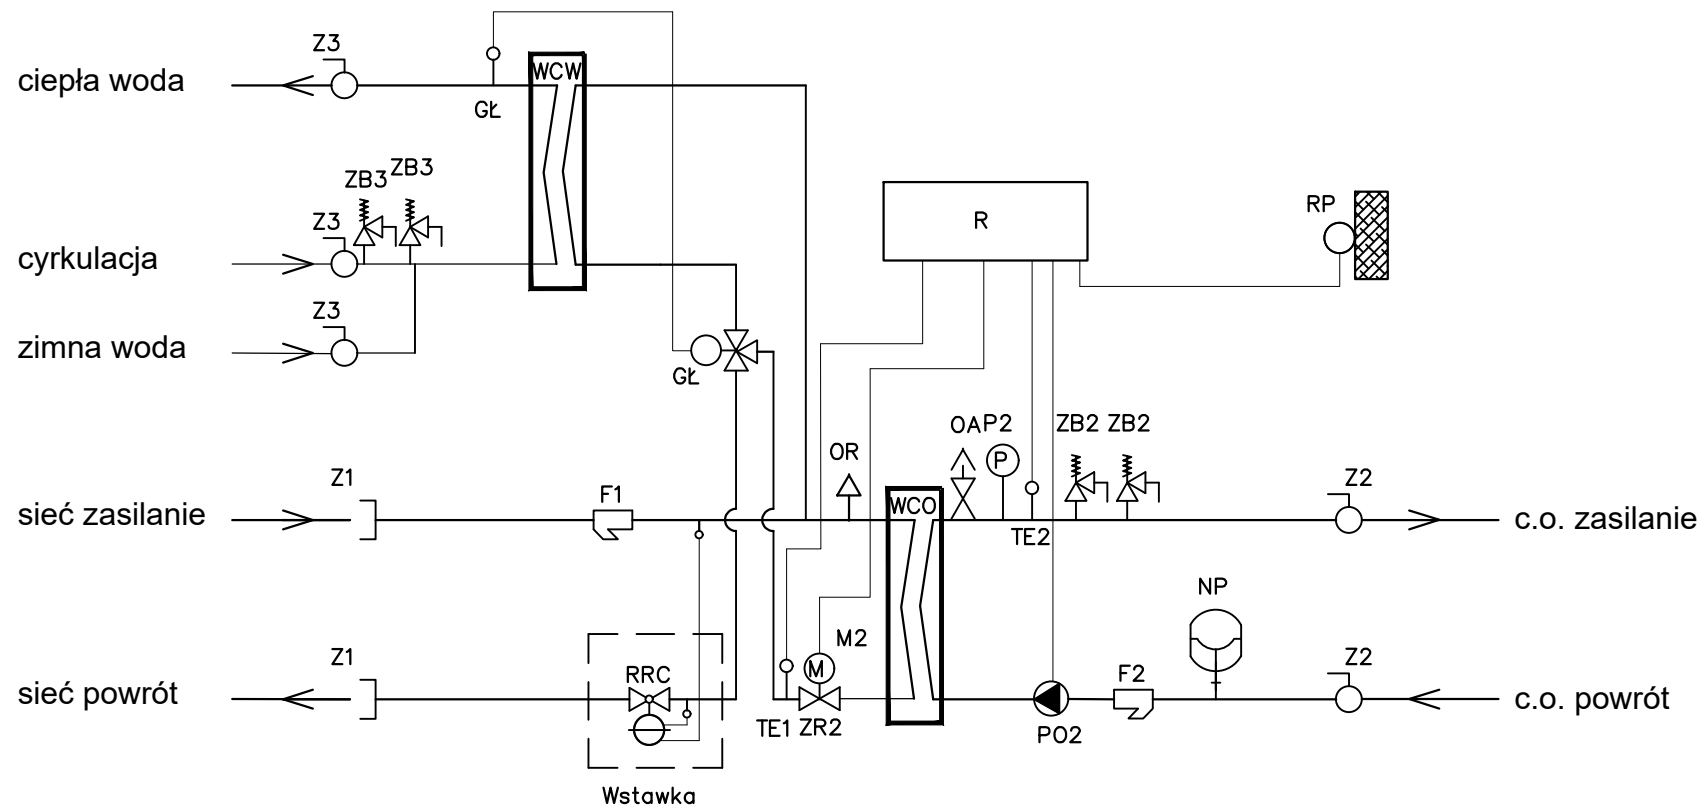 Z3
ciepła woda
WCW
GŁ
ZB3
ZB3
Z3
R
RP
cyrkulacja
Z3
zimna woda
GŁ
OA
P2
ZB2
ZB2
OR
P
Z1
F1
WCO
Z2
sieć zasilanie
c.o. zasilanie
TE2
NP
M2
Z1
RRC
M
F2
Z2
sieć powrót
c.o. powrót
TE1
ZR2
PO2
Wstawka